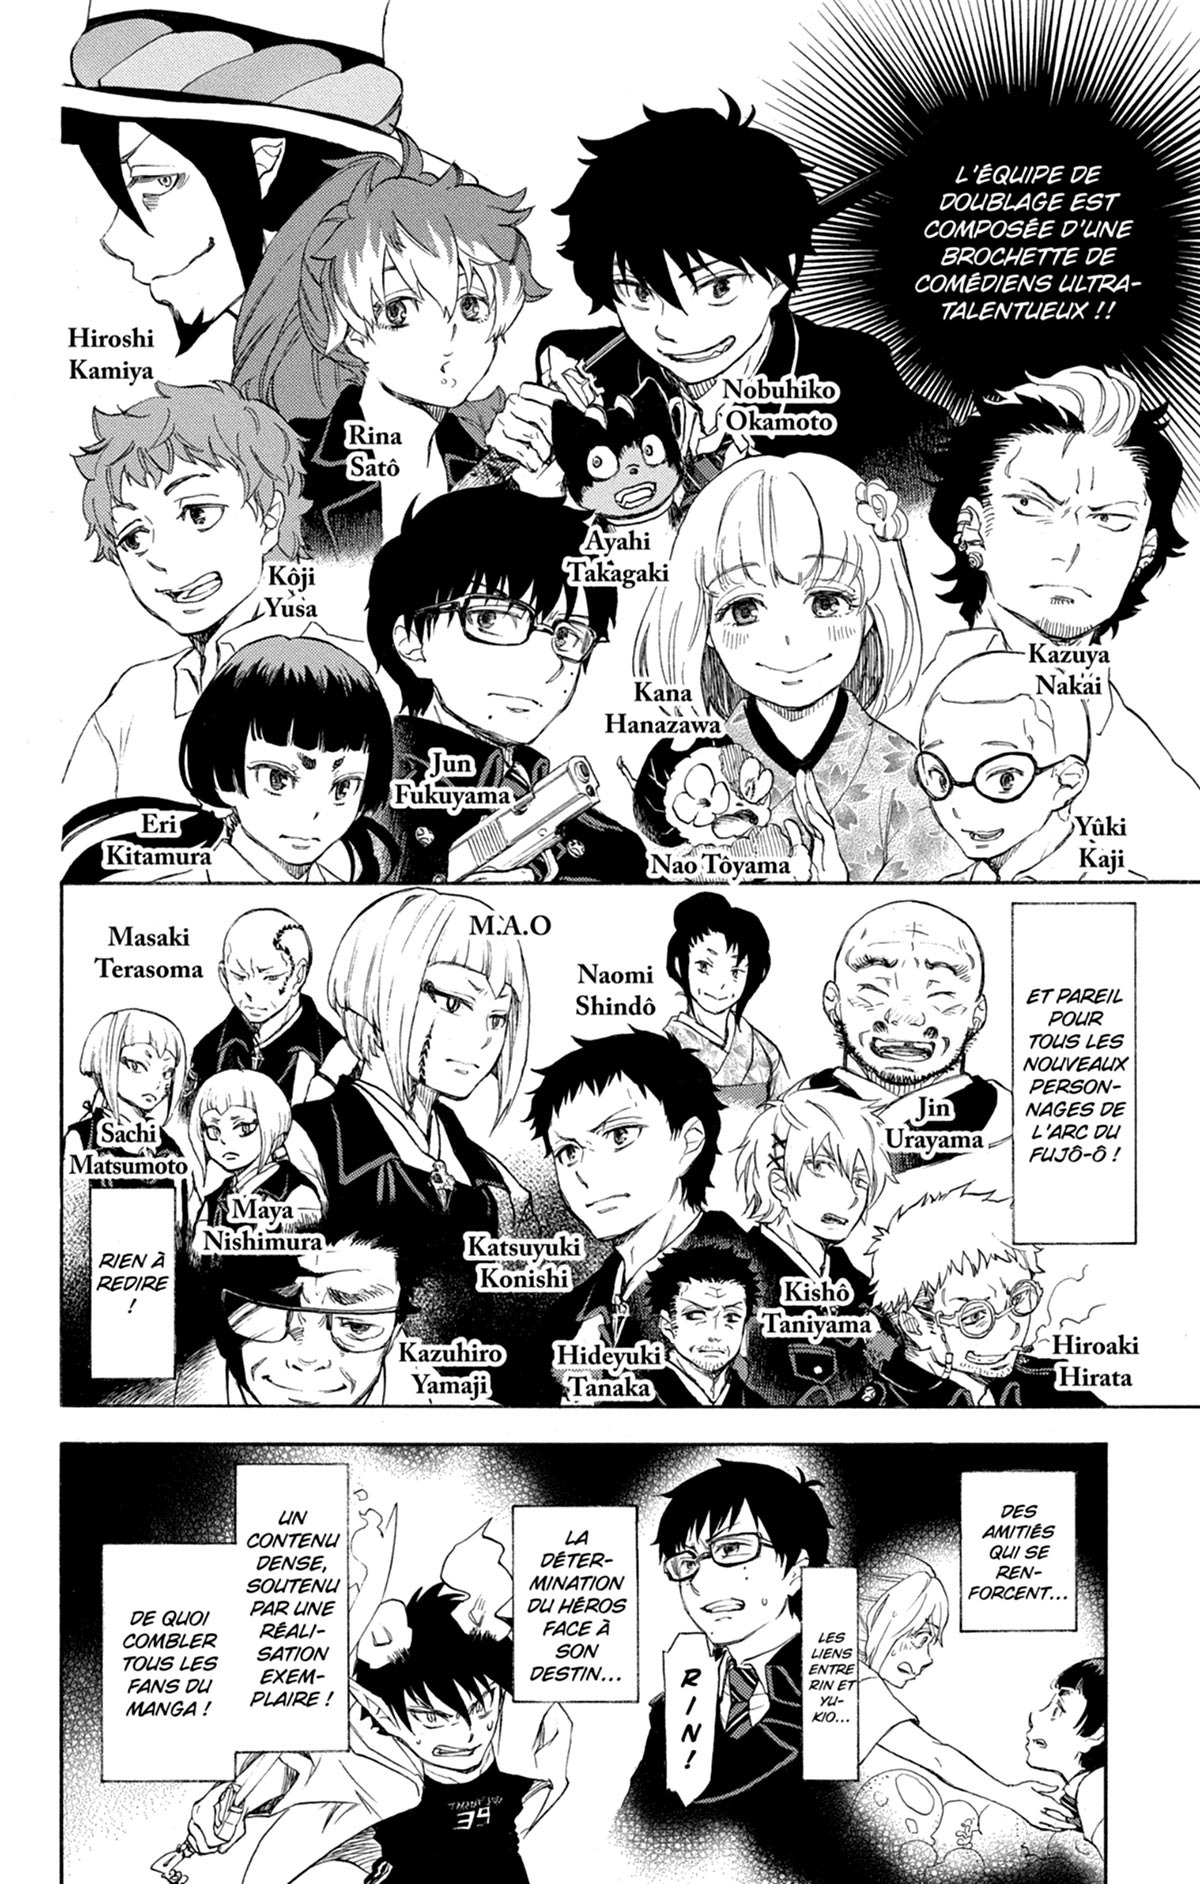 L'ÉQUIPE DE
DOUBLAGE EST
COMPOSÉE D'UNE
BROCHETTE DE
COMÉDIENS ULTRA-
TALENTUEUX !!
Hiroshi
Kamiya
Rina
Satô
Nobuhiko
Okamoto
Kôji
Yusa
Ayahi
Takagaki
Kazuya
Nakai
Kana
Hanazawa
Jun
Fukuyama
Eri
Kitamura
Nao Tôyama
Yûki
Kaji
ET PAREIL
POUR
TOUS LES
NOUVEAUX
PERSON-
NAGES DE
L'ARC DU
FUJÔ-Ô !
Masaki
Terasoma
M.A.O
Naomi
Shindô
Jin
Urayama
Sachi
Matsumoto
Maya
Nishimura
Katsuyuki
Konishi
Kishô
Taniyama
Kazuhiro
Yamaji
Hideyuki
Tanaka
Hiroaki
Hirata
RIEN À
REDIRE
!
DES
AMITIÉS
QUI SE
REN-
FORCENT...
LES
LIENS
ENTRE
RIN ET
YU-
KIO...
RIN!
LA
DÉTER-
MINATION
DU HÉROS
FACE À
SON
DESTIN...
UN
CONTENU
DENSE,
SOUTENU
PAR UNE
RÉALI-
SATION
EXEM-
PLAIRE !
DE QUOI
COMBLER
TOUS LES
FANS DU
MANGA !
39